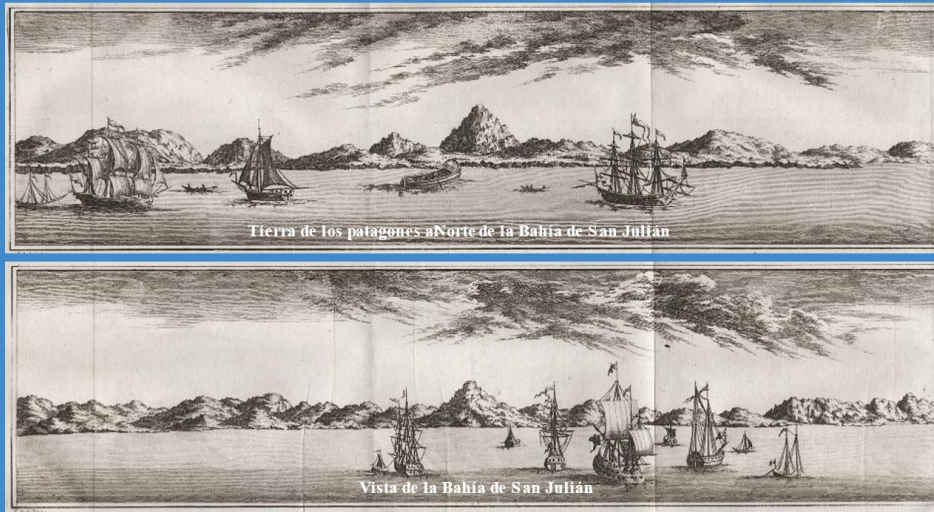 Tierra de los patagones aNorte de la Bahía de San Julián
Vista de la Bahía de San Julián